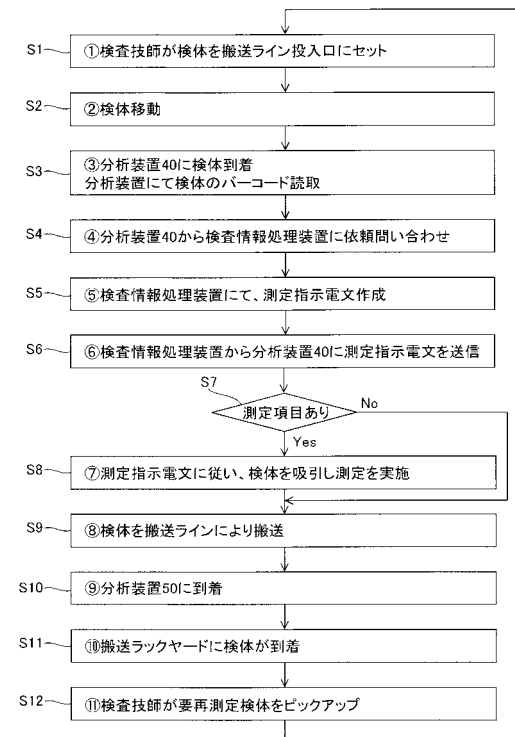 S1 ①検査技師が検体を搬送ライン投入口にセット
S2 ②検体移動
S3 ③分析装置40に検体到着
分析装置にて検体のバーコード読取
S4 ④分析装置40から検査情報処理装置に依頼問い合わせ
S5 ⑤検査情報処理装置にて、測定指示電文作成
S6 ⑥検査情報処理装置から分析装置40に測定指示電文を送信
S7
測定項目あり No
Yes
S8 ⑦測定指示電文に従い、検体を吸引し測定を実施
S9 ⑧検体を搬送ラインにより搬送
S10 ⑨分析装置50に到着
S11 ⑩搬送ラックヤードに検体が到着
S12 ⑪検査技師が要再測定検体をピックアップ